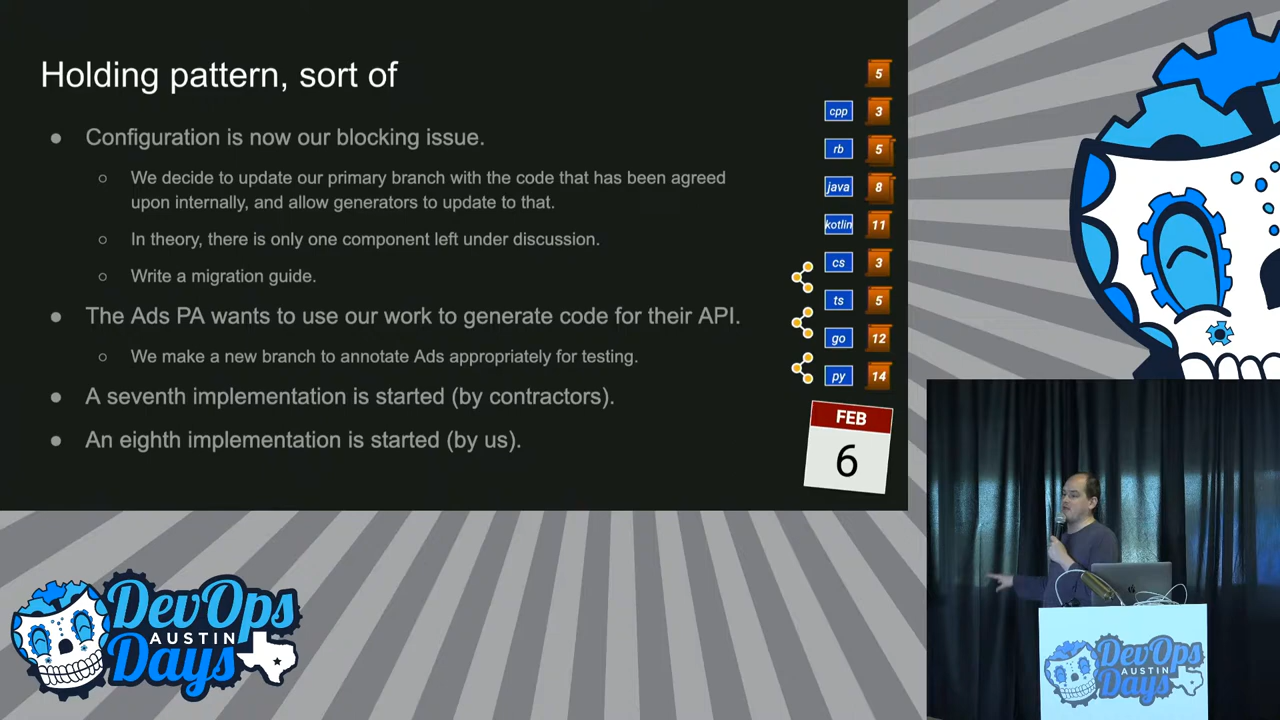 Holding pattern, sort of
● Configuration is now our blocking issue.
○ We decide to update our primary branch with the code that has been agreed
upon internally, and allow generators to update to that.
○ In theory, there is only one component left under discussion.
○ Write a migration guide.
● The Ads PA wants to use our work to generate code for their API.
○ We make a new branch to annotate Ads appropriately for testing.
● A seventh implementation is started (by contractors).
● An eighth implementation is started (by us).
5
cpp 3
rb 5
java 8
kotlin 11
cs 3
ts 5
go 12
py 14
FEB
6
DevOps
AUSTIN
Days
DevOps
AUSTIN
Days